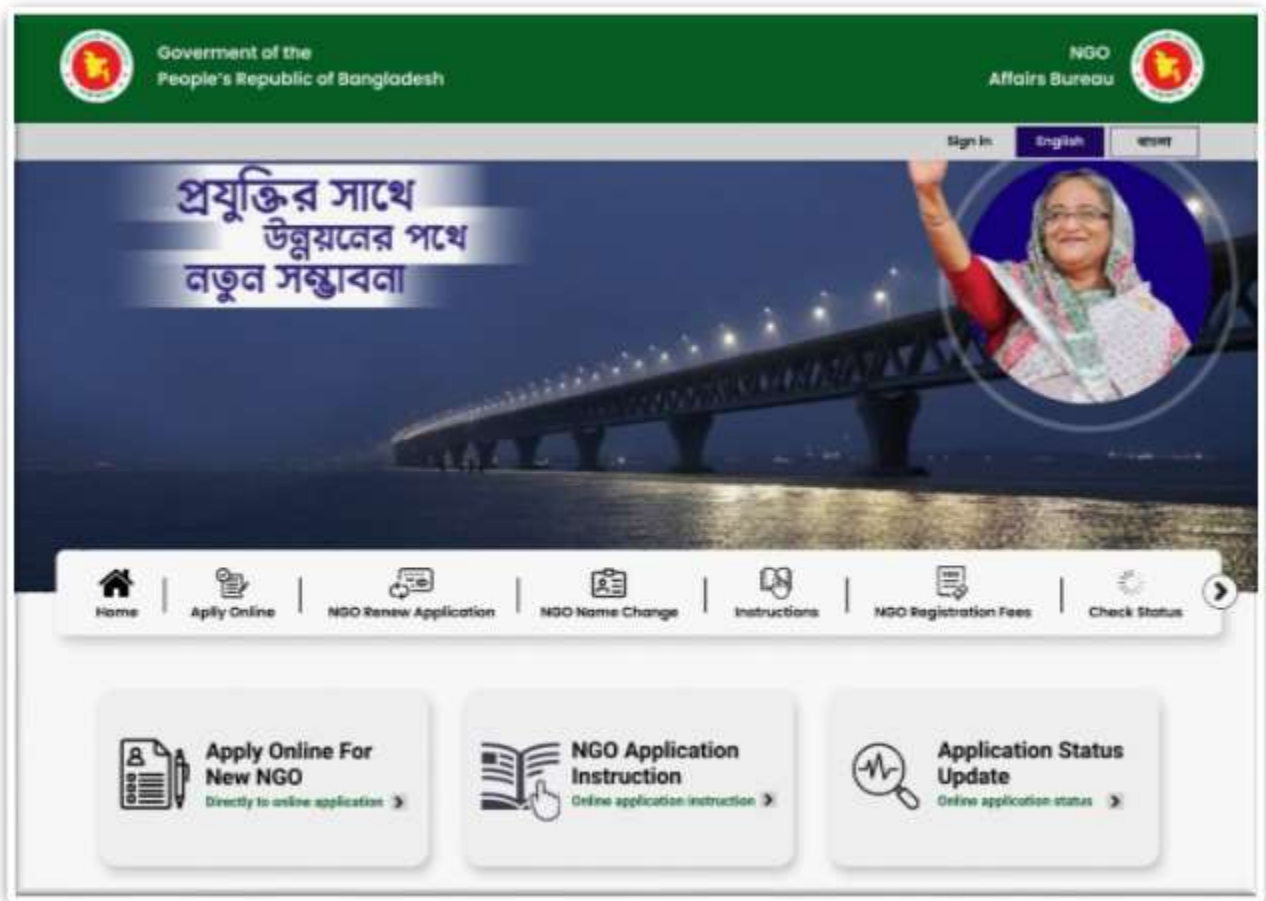 Goverment of the
People's Republic of Bangladesh
NGO
Affairs Bureau
Sign in
English
বাংলা
প্রযুক্তির সাথে
উন্নয়নের পথে
নতুন সম্ভাবনা
Home
Aplly Online
NGO Renew Application
NGO Name Change
Instructions
NGO Registration Fees
Check Status
Apply Online For
New NGO
Directly to online application
NGO Application
Instruction
Online application instruction
Application Status
Update
Online application status